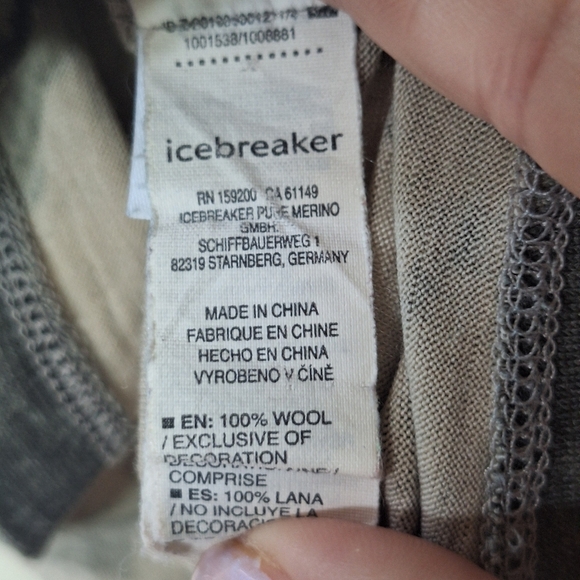 1001538/1008881
icebreaker
RN 159200 CA 61149
ICEBREAKER PURE MERINO
GMBH.
SCHIFFBAUERWEG 1
82319 STARNBERG, GERMANY
MADE IN CHINA
FABRIQUE EN CHINE
HECHO EN CHINA
VYROBENO V ČÍNĚ
EN: 100% WOOL
/ EXCLUSIVE OF
DECORATION
COMPRISE
ES: 100% LANA
/ NO INCLUYE LA